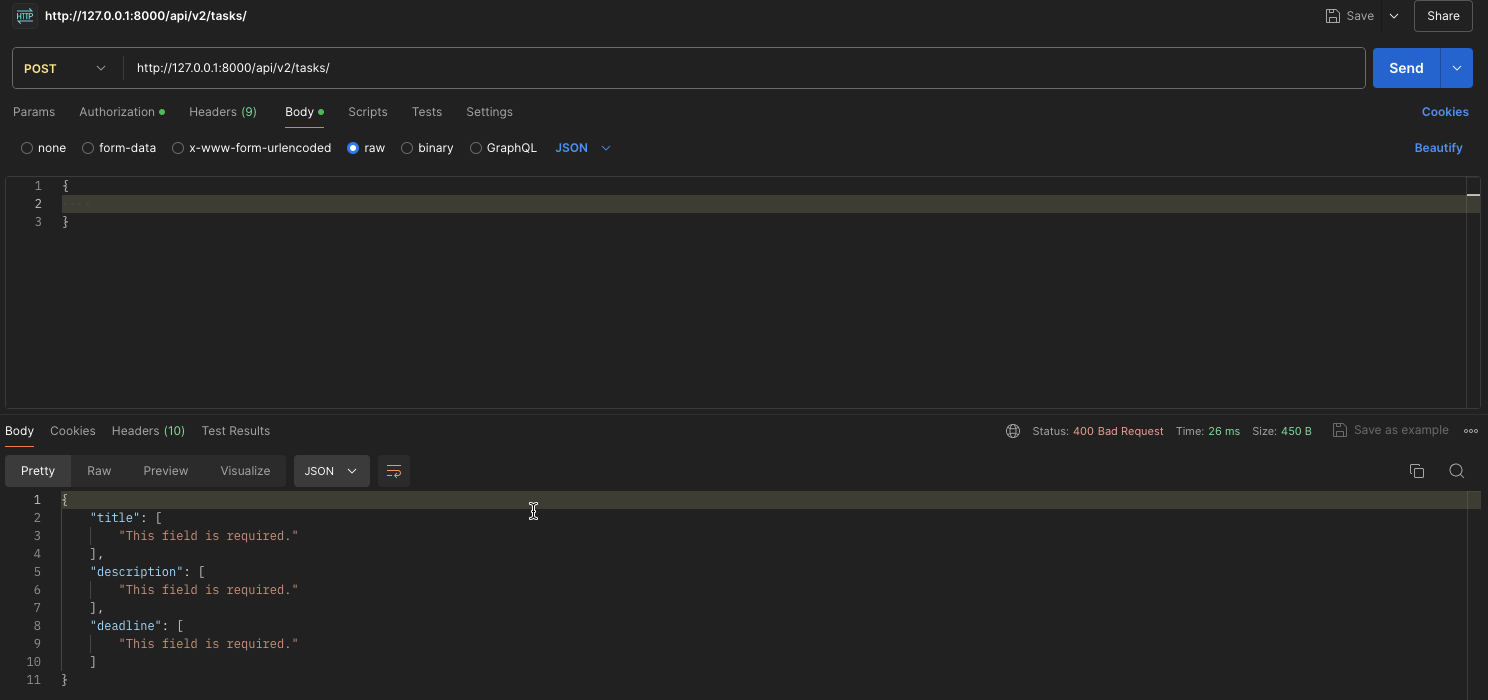 HTTP http://127.0.0.1:8000/api/v2/tasks/ Save Share
POST http://127.0.0.1:8000/api/v2/tasks/ Send
Params Authorization Headers (9) Body Scripts Tests Settings Cookies
none form-data x-www-form-urlencoded raw binary GraphQL JSON Beautify
1 {
2 ....
3 }
Body Cookies Headers (10) Test Results Status: 400 Bad Request Time: 26 ms Size: 450 B Save as example
Pretty Raw Preview Visualize JSON
1 {
2 "title": [
3 "This field is required."
4 ],
5 "description": [
6 "This field is required."
7 ],
8 "deadline": [
9 "This field is required."
10 ]
11 }